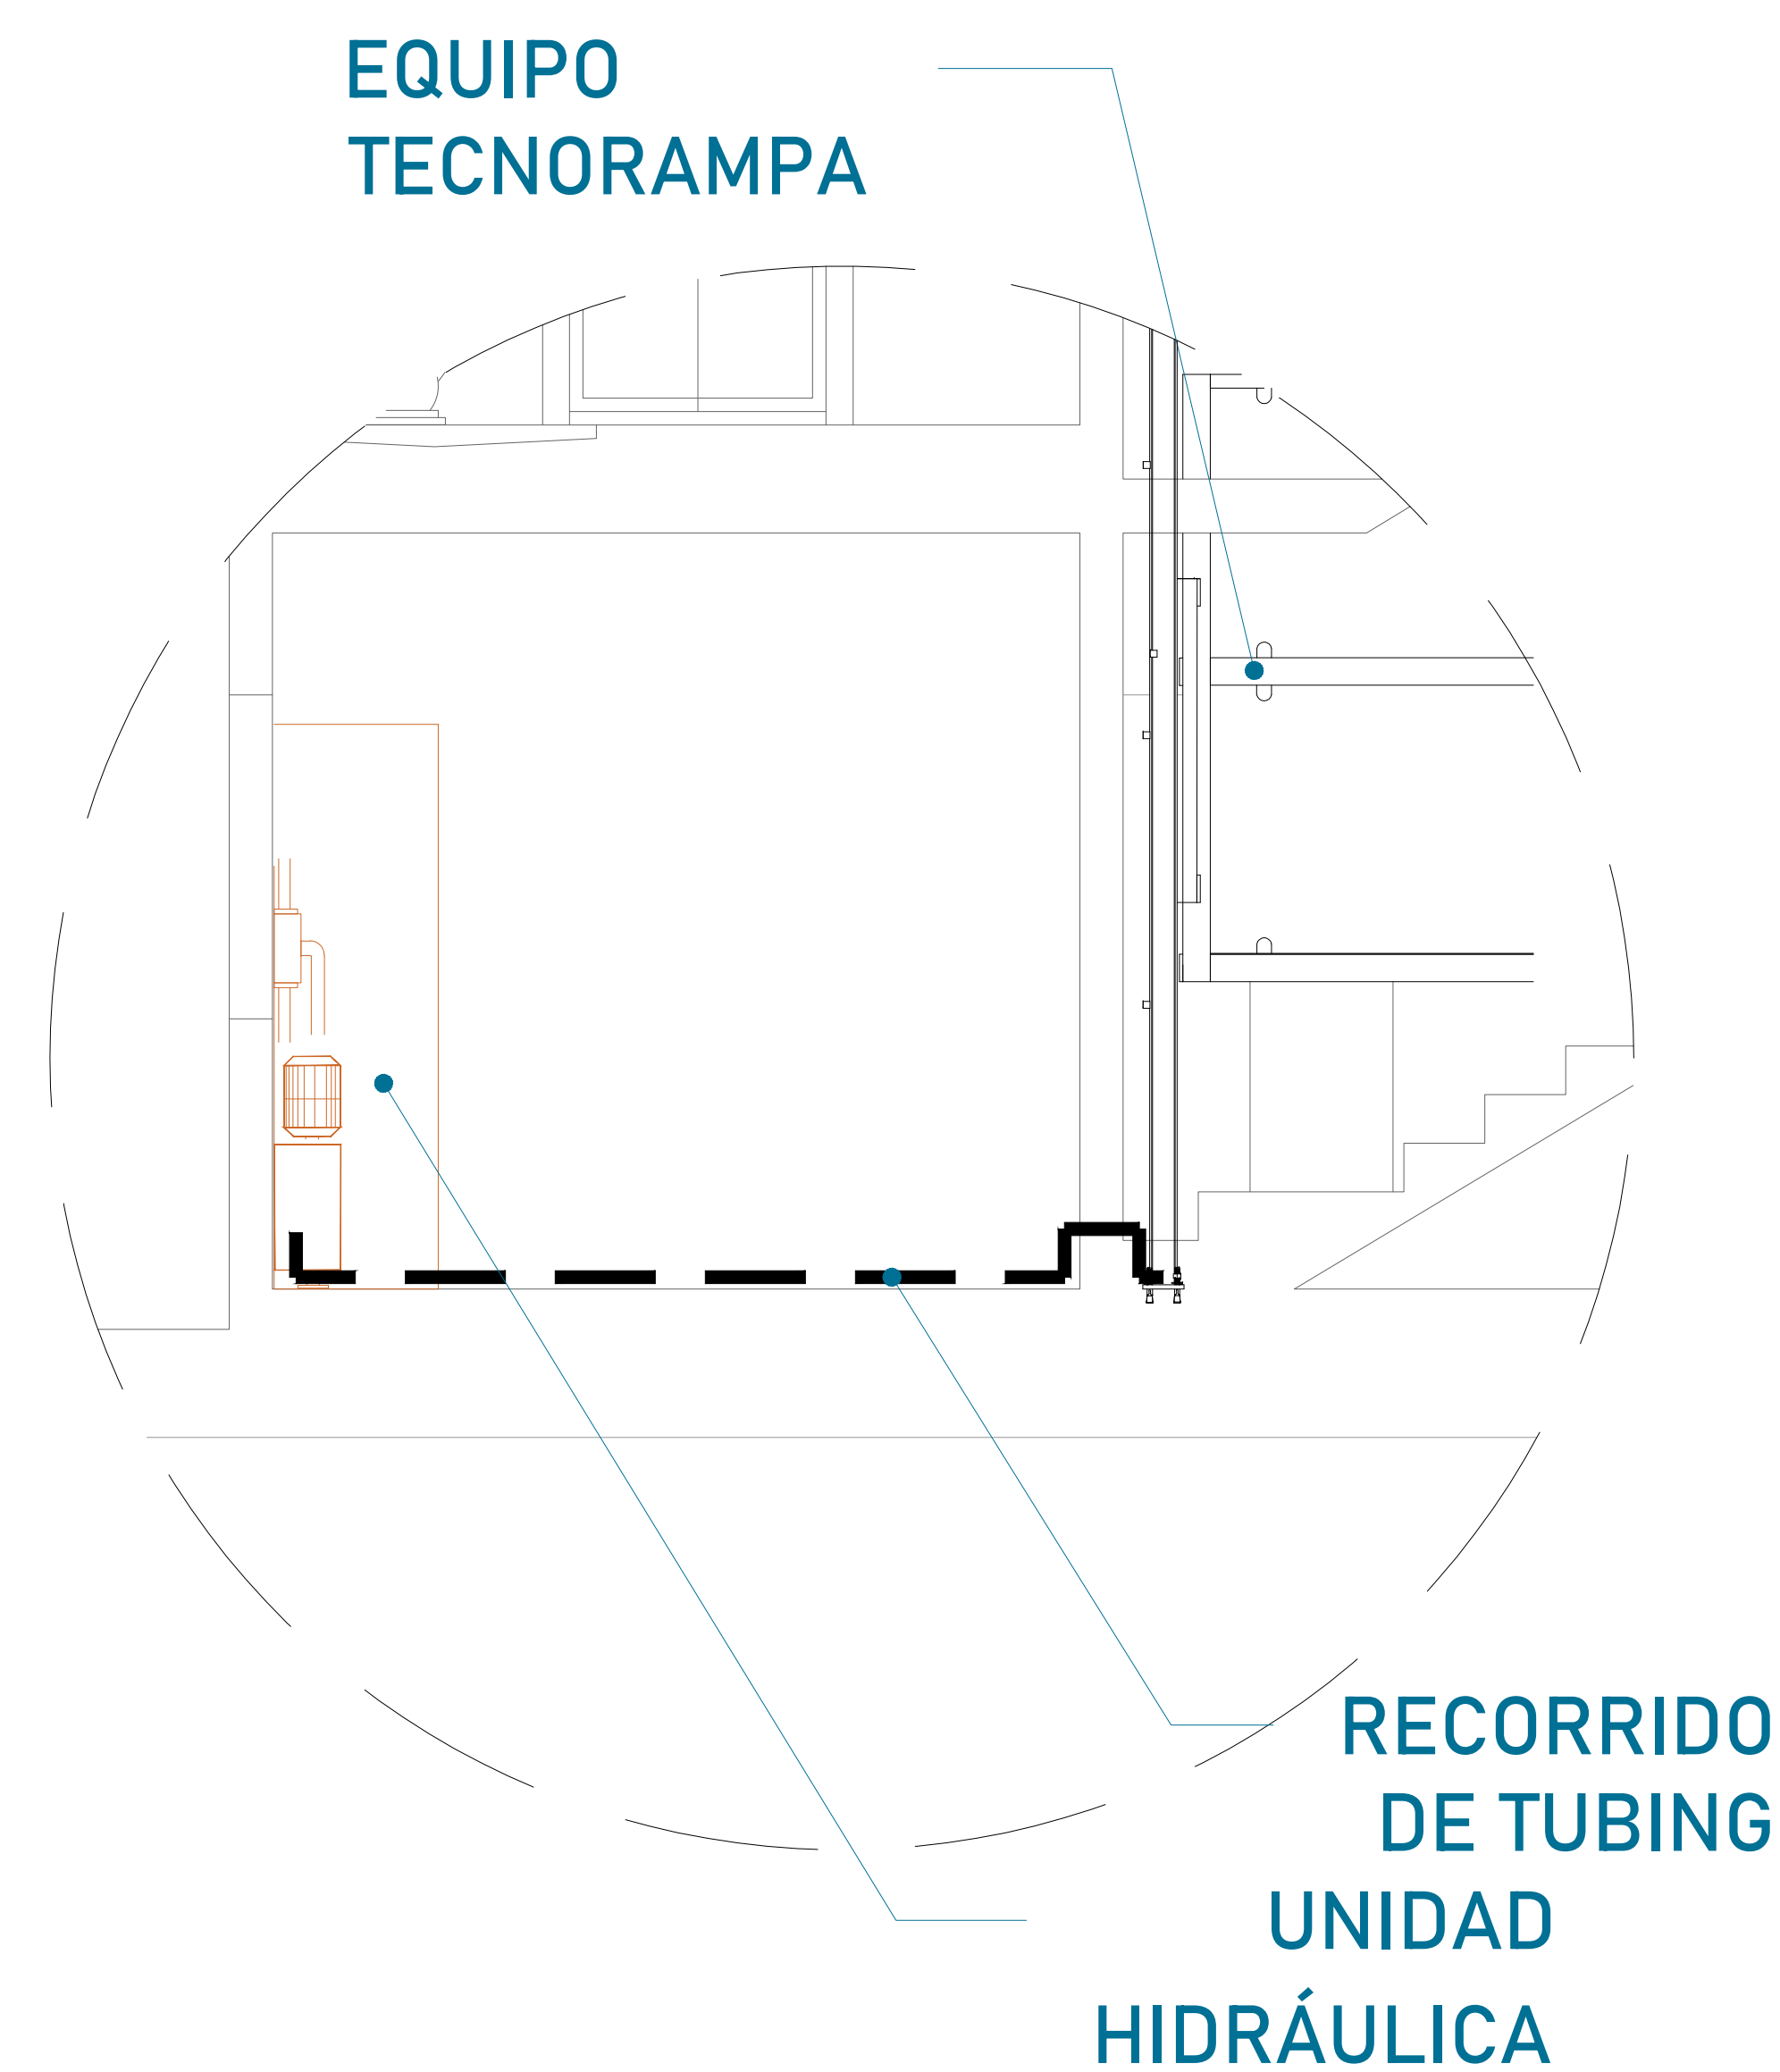 EQUIPO
TECNORAMPA
RECORRIDO
DE TUBING
UNIDAD
HIDRÁULICA